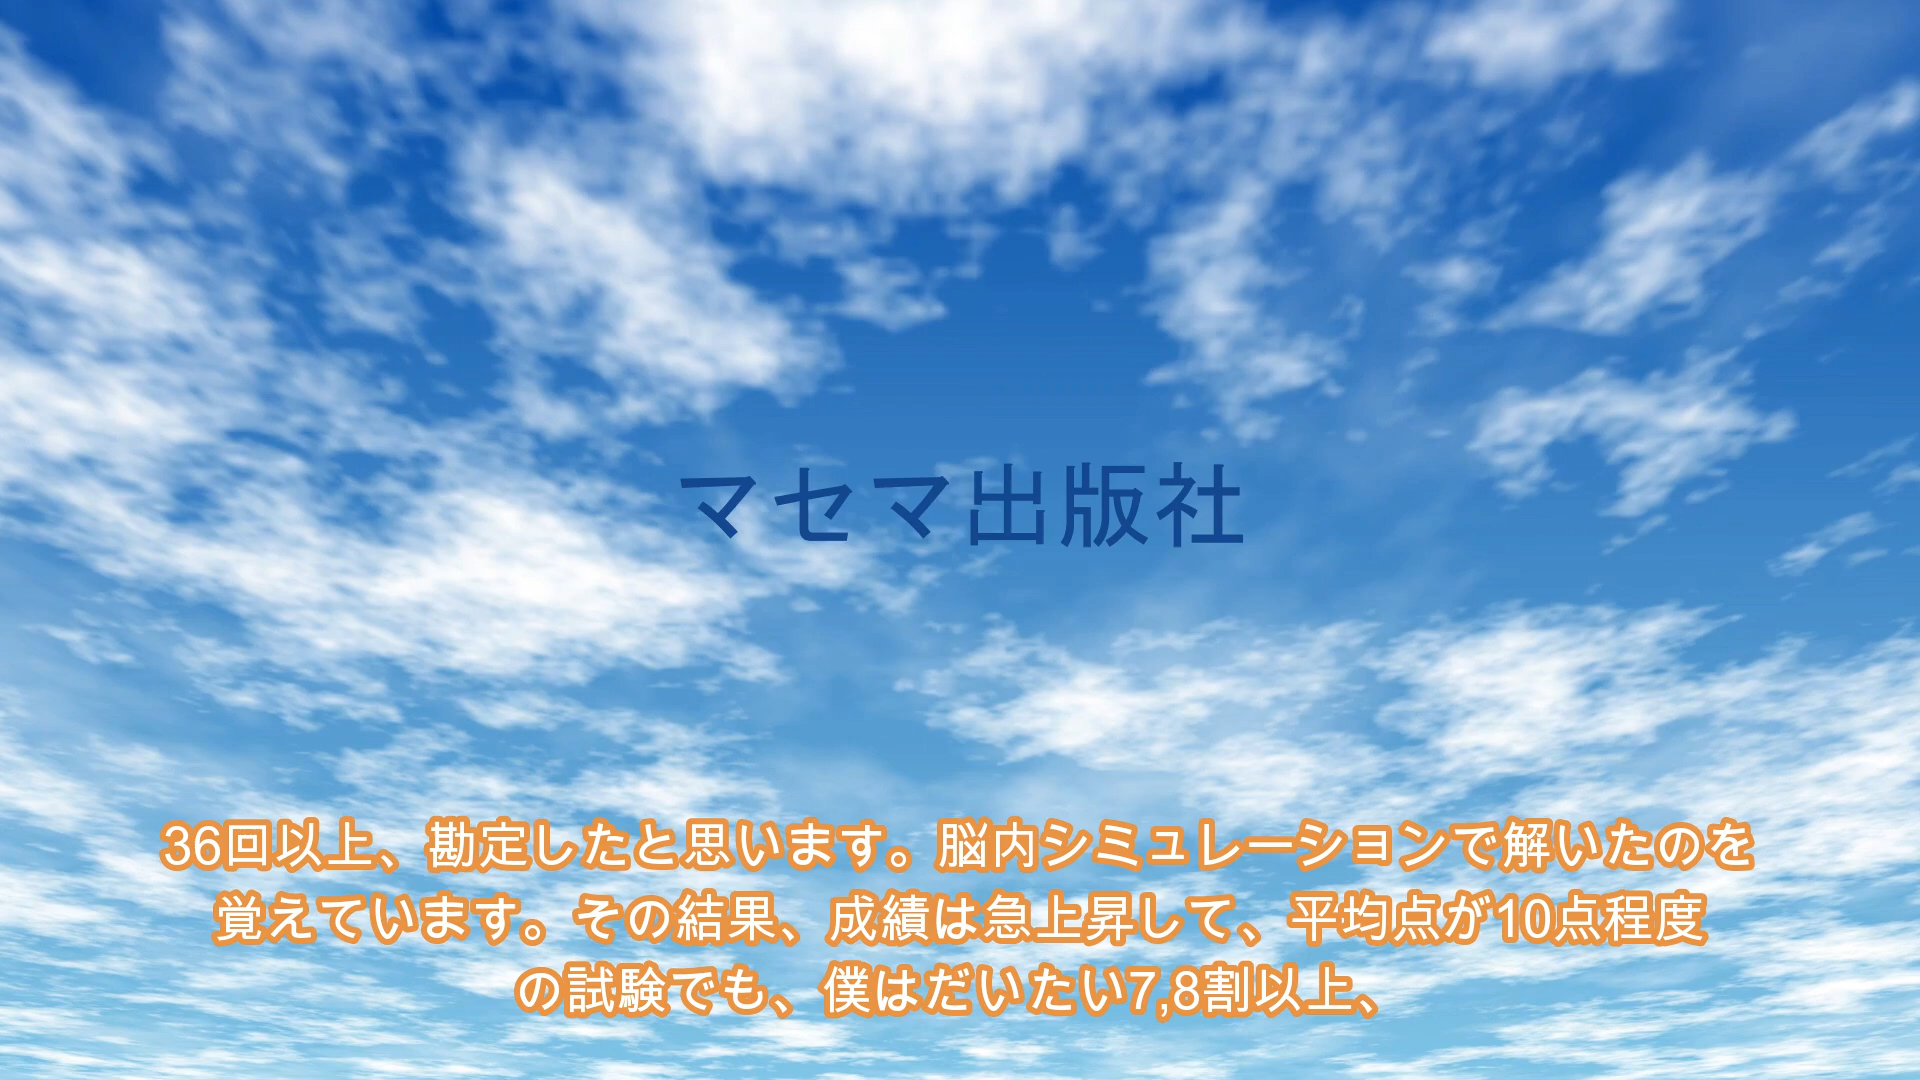 マセマ出版社
36回以上、勘定したと思います。脳内シミュレーションで解いたのを
覚えています。その結果、成績は急上昇して、平均点が10点程度
の試験でも、僕はだいたい7,8割以上、